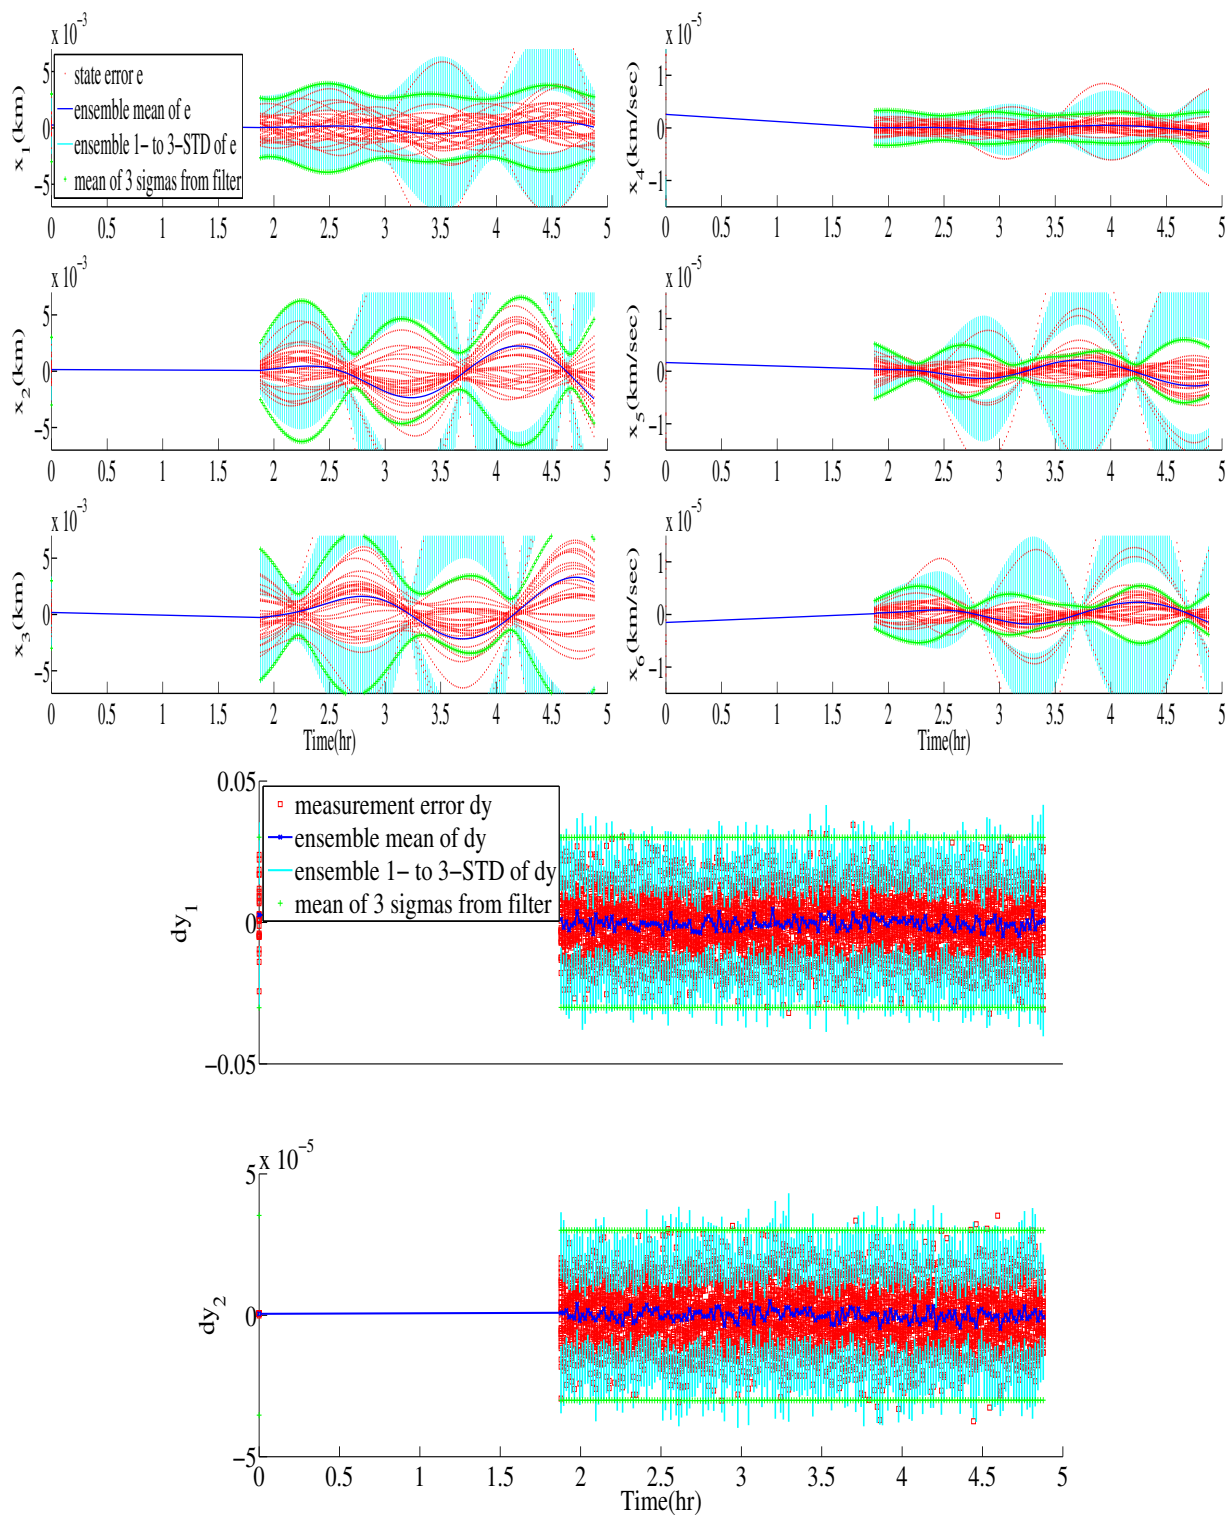 x 10⁻³
x 10⁻⁵
x₁(km)
5
0
−5
state error e
ensemble mean of e
ensemble 1− to 3−STD of e
mean of 3 sigmas from filter
0 0.5 1 1.5 2 2.5 3 3.5 4 4.5 5
x₄(km/sec)
1
0
−1
0 0.5 1 1.5 2 2.5 3 3.5 4 4.5 5
x 10⁻³
x 10⁻⁵
x₂(km)
5
0
−5
0 0.5 1 1.5 2 2.5 3 3.5 4 4.5 5
x₅(km/sec)
1
0
−1
0 0.5 1 1.5 2 2.5 3 3.5 4 4.5 5
x 10⁻³
x 10⁻⁵
x₃(km)
5
0
−5
0 0.5 1 1.5 2 2.5 3 3.5 4 4.5 5
Time(hr)
x₆(km/sec)
1
0
−1
0 0.5 1 1.5 2 2.5 3 3.5 4 4.5 5
Time(hr)
0.05
0
−0.05
dy₁
measurement error dy
ensemble mean of dy
ensemble 1− to 3−STD of dy
mean of 3 sigmas from filter
x 10⁻⁵
5
0
−5
dy₂
0 0.5 1 1.5 2 2.5 3 3.5 4 4.5 5
Time(hr)